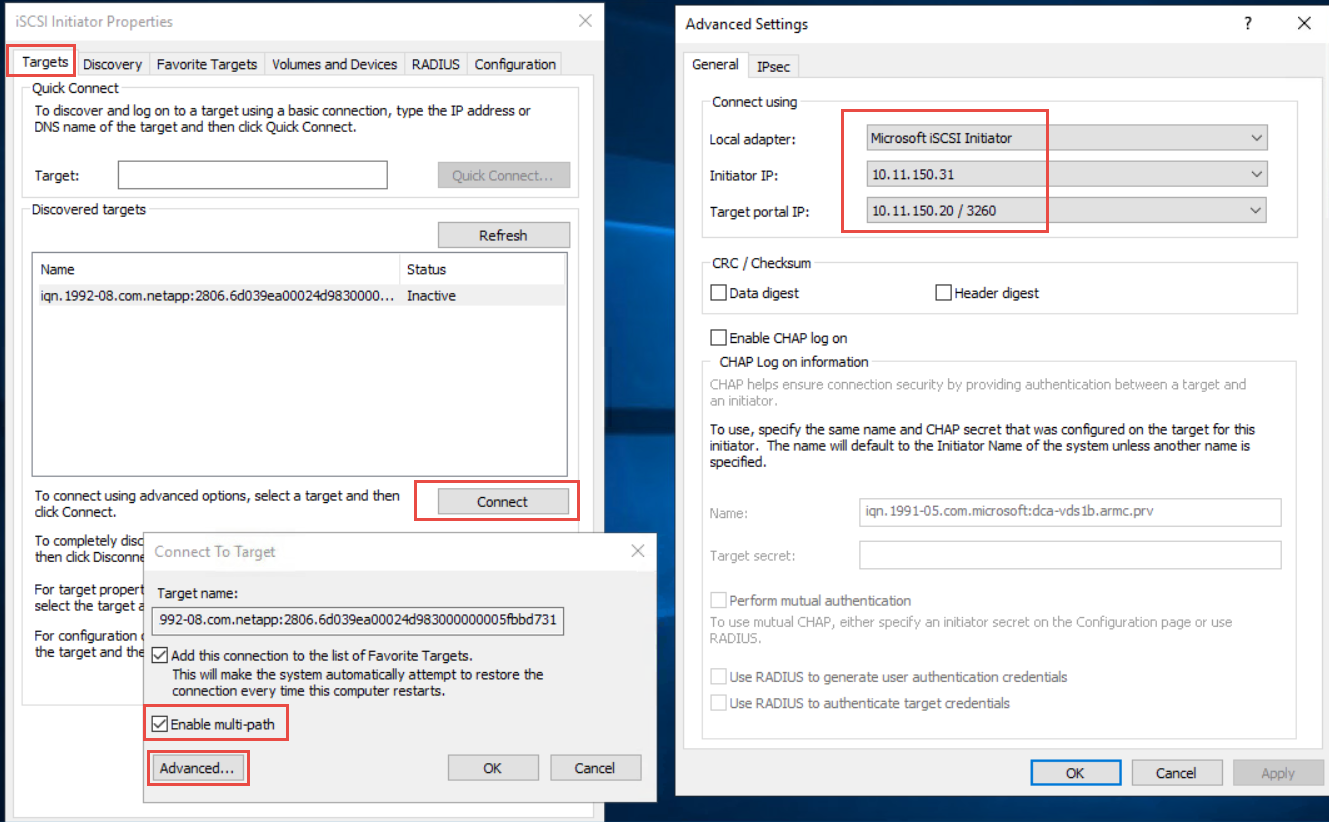 iSCSI Initiator Properties
Targets
Discovery
Favorite Targets
Volumes and Devices
RADIUS
Configuration
Quick Connect
To discover and log on to a target using a basic connection, type the IP address or
DNS name of the target and then click Quick Connect.
Target:
Quick Connect...
Discovered targets
Refresh
Name
Status
iqn.1992-08.com.netapp:2806.6d039ea00024d9830000...
Inactive
To connect using advanced options, select a target and then
click Connect.
Connect
To completely disc
then click Disconne
For target propert
select the target a
For configuration
the target and the
Connect To Target
Target name:
992-08.com.netapp:2806.6d039ea00024d983000000005fbbd731
Add this connection to the list of Favorite Targets.
This will make the system automatically attempt to restore the
connection every time this computer restarts.
Enable multi-path
Advanced...
OK
Cancel
Advanced Settings
?
General
IPsec
Connect using
Local adapter:
Microsoft iSCSI Initiator
Initiator IP:
10.11.150.31
Target portal IP:
10.11.150.20 / 3260
CRC / Checksum
Data digest
Header digest
Enable CHAP log on
CHAP Log on information
CHAP helps ensure connection security by providing authentication between a target and
an initiator.
To use, specify the same name and CHAP secret that was configured on the target for this
initiator.  The name will default to the Initiator Name of the system unless another name is
specified.
Name:
iqn.1991-05.com.microsoft:dca-vds1b.armc.prv
Target secret:
Perform mutual authentication
To use mutual CHAP, either specify an initiator secret on the Configuration page or use
RADIUS.
Use RADIUS to generate user authentication credentials
Use RADIUS to authenticate target credentials
OK
Cancel
Apply